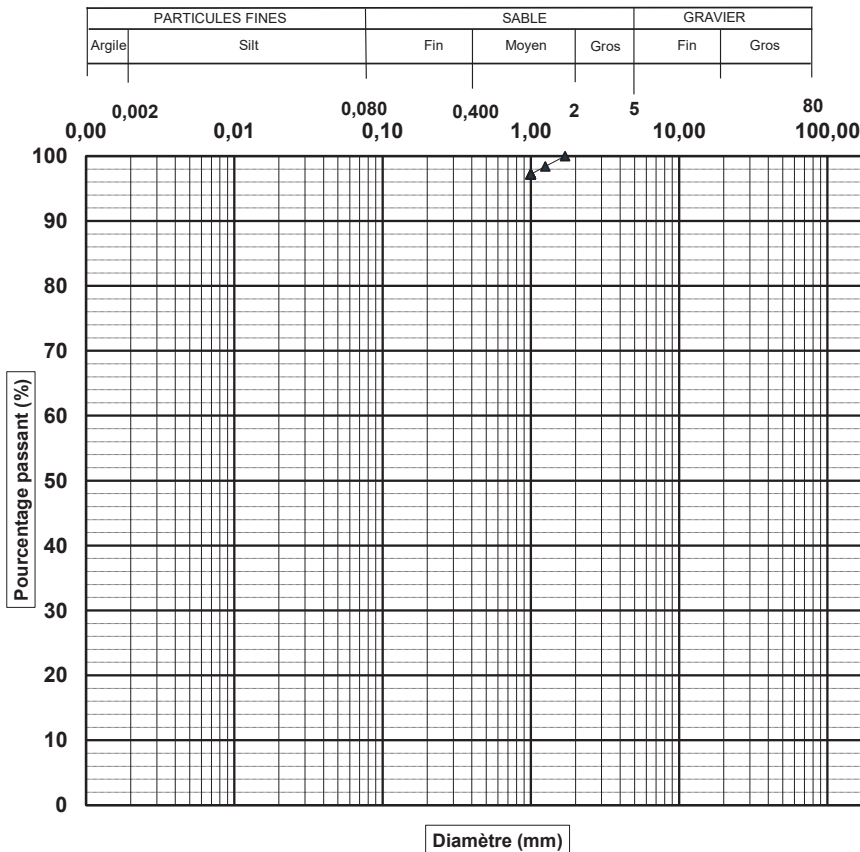 PARTICULES FINES SABLE GRAVIER
Argile Silt Fin Moyen Gros Fin Gros
0,002 0,080 0,400 2 5 80
0,00 0,01 0,10 1,00 10,00 100,00
100
90
80
70
60
50
40
30
20
10
0
Pourcentage passant (%)
Diamètre (mm)